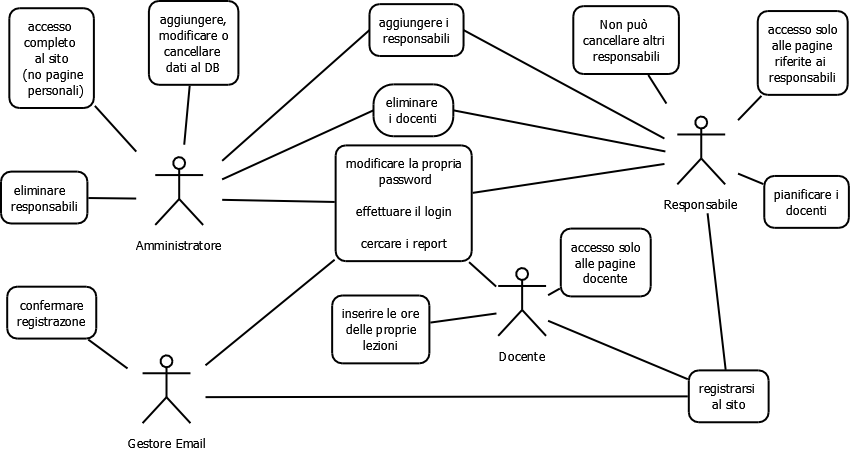 accesso
completo
al sito
(no pagine
personali)
aggiungere,
modificare o
cancellare
dati al DB
aggiungere i
responsabili
Non può
cancellare altri
responsabili
accesso solo
alle pagine
riferite ai
responsabili
eliminare
i docenti
modificare la propria
password
effettuare il login
cercare i report
eliminare
responsabili
Amministratore
Responsabile
pianificare i
docenti
accesso solo
alle pagine
docente
confermare
registrazone
inserire le ore
delle proprie
lezioni
Docente
registrarsi
al sito
Gestore Email